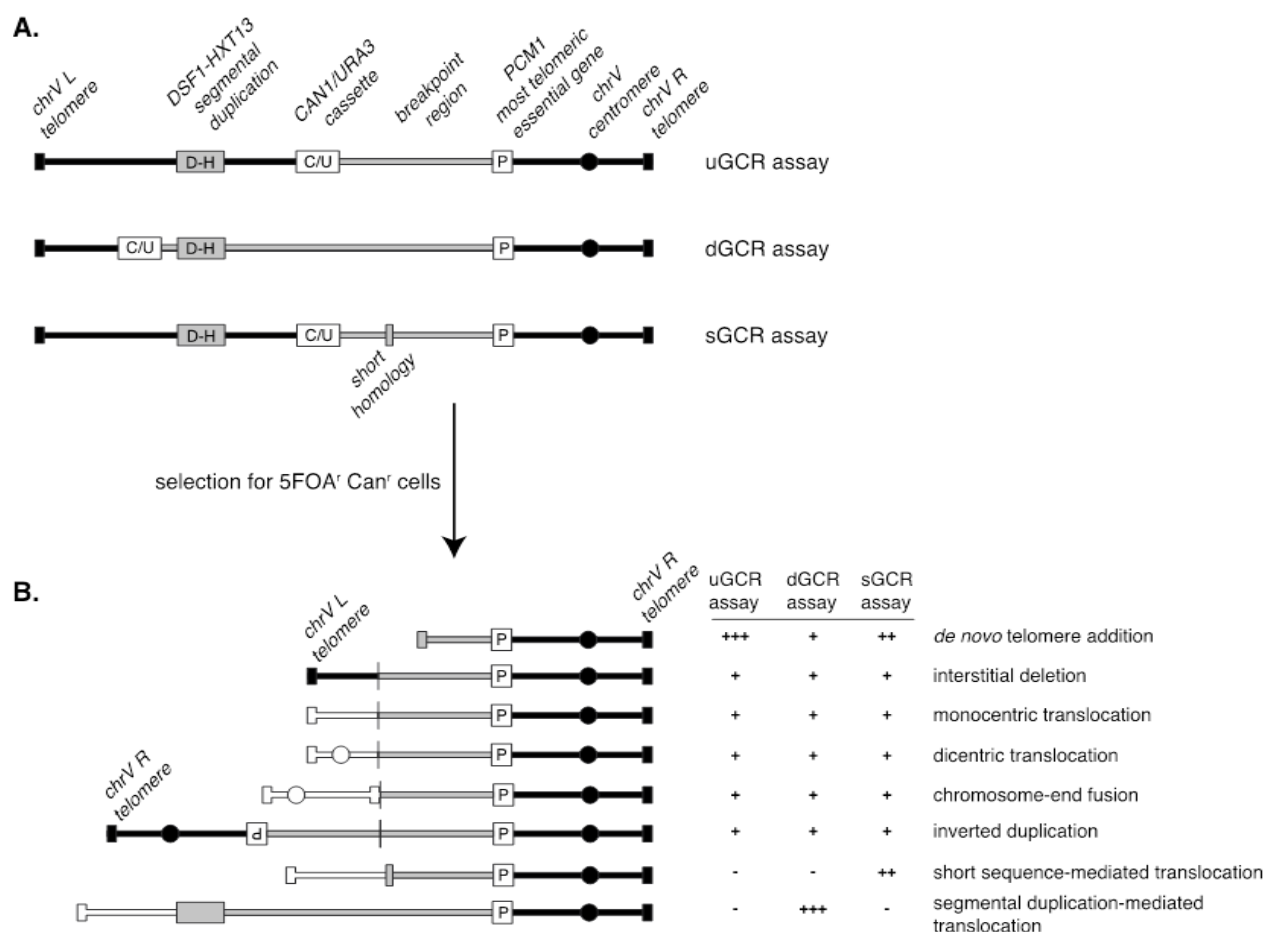 A.
chrV L
telomere
DSF1-HXT13
segmental
duplication
CAN1/URA3
cassette
breakpoint
region
PCM1
most telomeric
essential gene
chrV
centromere
chrV R
telomere
D-H C/U P uGCR assay
C/U D-H P dGCR assay
D-H C/U P sGCR assay
short
homology
selection for 5FOAʳ Canʳ cells
B.
chrV L
telomere
chrV R
telomere
chrV R
telomere
uGCR dGCR sGCR
assay assay assay
P +++ + ++ de novo telomere addition
P + + + interstitial deletion
P + + + monocentric translocation
P + + + dicentric translocation
P + + + chromosome-end fusion
P P + + + inverted duplication
P - - ++ short sequence-mediated translocation
P - +++ - segmental duplication-mediated
translocation